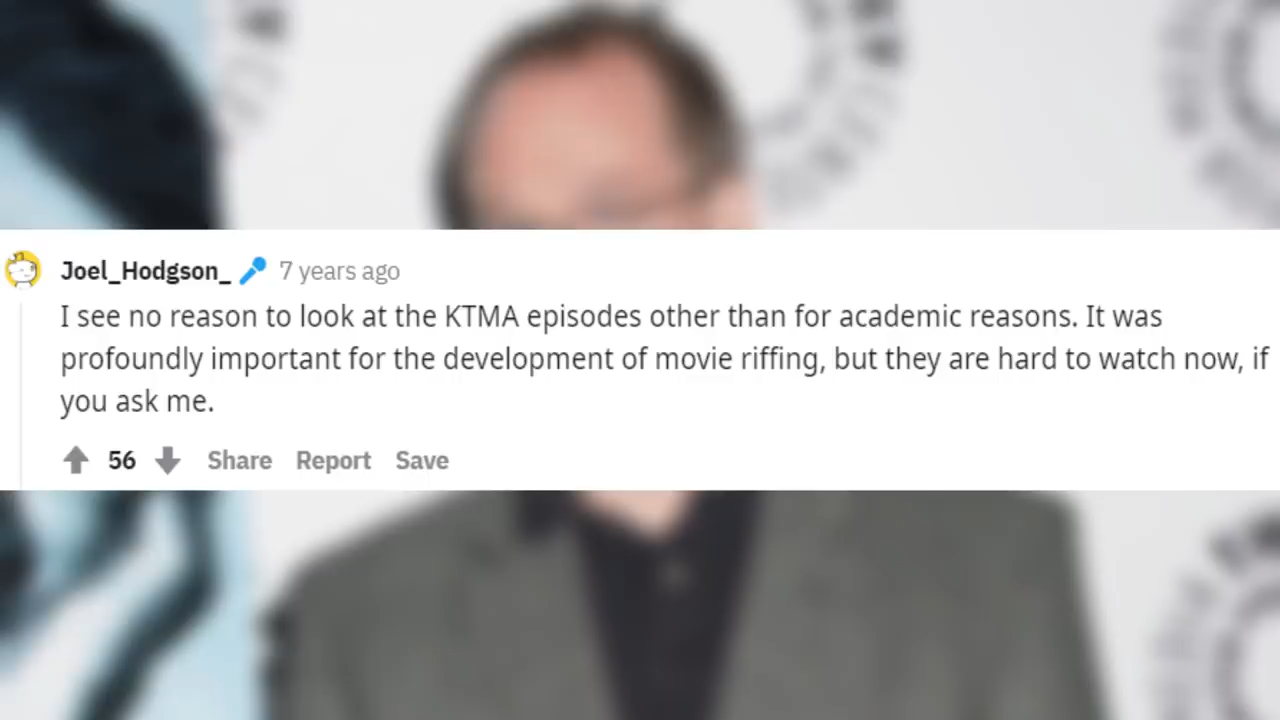 Joel_Hodgson_ 7 years ago
I see no reason to look at the KTMA episodes other than for academic reasons. It was
profoundly important for the development of movie riffing, but they are hard to watch now, if
you ask me.
56 Share Report Save